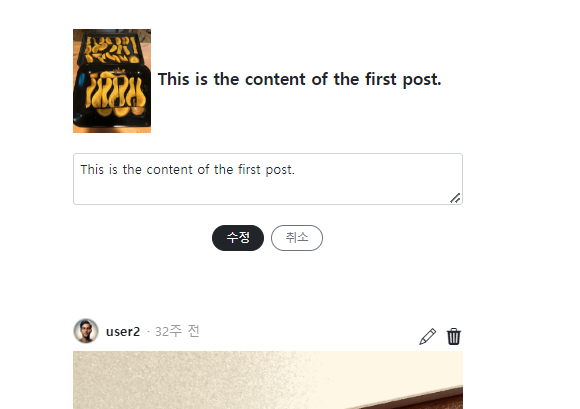 This is the content of the first post.
This is the content of the first post.
수정 취소
user2 · 32주 전